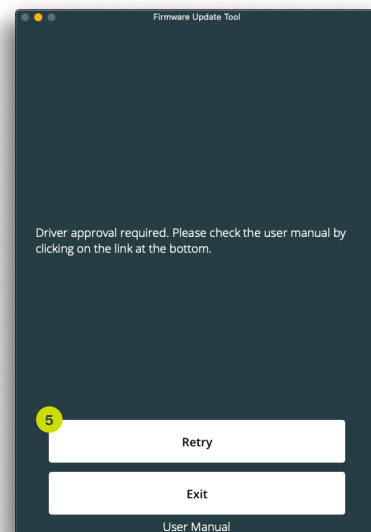 Firmware Update Tool
Driver approval required. Please check the user manual by
clicking on the link at the bottom.
5
Retry
Exit
User Manual